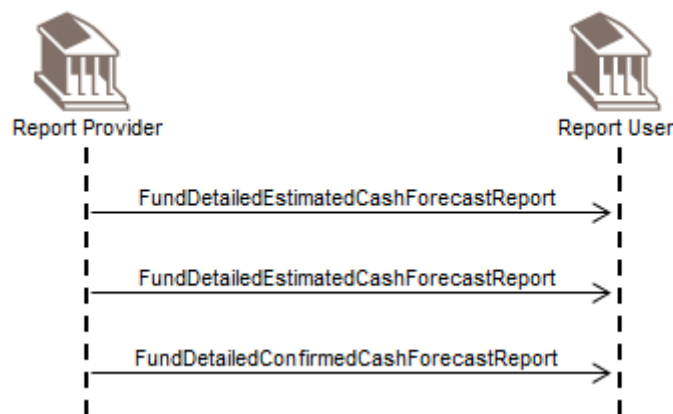 Report Provider
Report User
FundDetailedEstimatedCashForecastReport
FundDetailedEstimatedCashForecastReport
FundDetailedConfirmedCashForecastReport